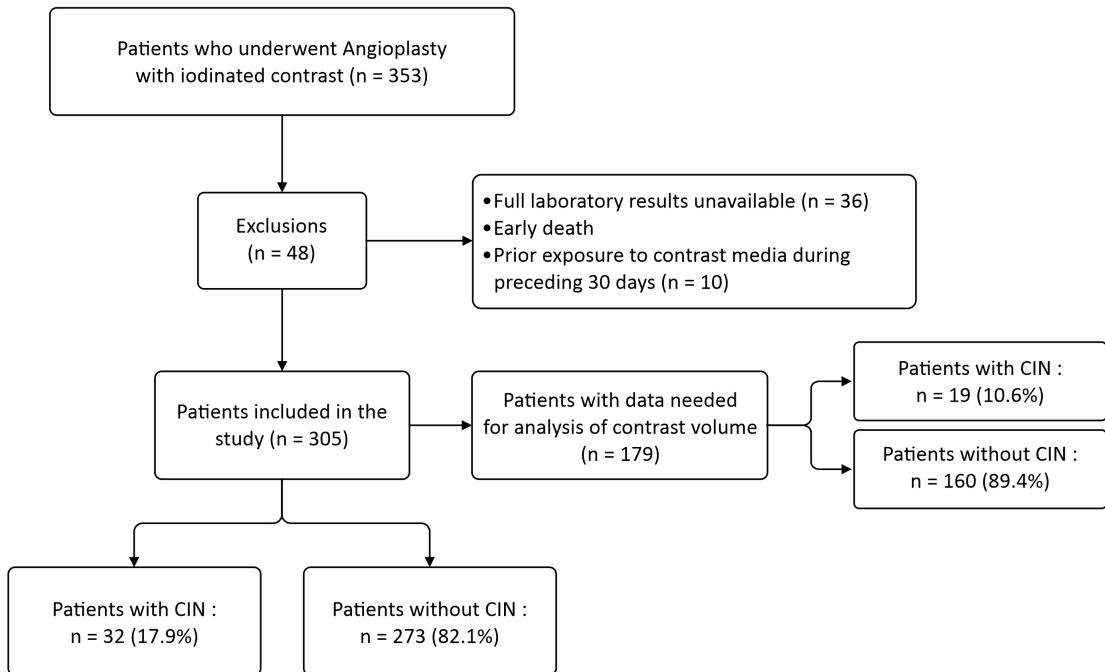 Patients who underwent Angioplasty
with iodinated contrast (n = 353)
Exclusions
(n = 48)
•Full laboratory results unavailable (n = 36)
•Early death
•Prior exposure to contrast media during
preceding 30 days (n = 10)
Patients included in the
study (n = 305)
Patients with data needed
for analysis of contrast volume
(n = 179)
Patients with CIN :
n = 19 (10.6%)
Patients without CIN :
n = 160 (89.4%)
Patients with CIN :
n = 32 (17.9%)
Patients without CIN :
n = 273 (82.1%)